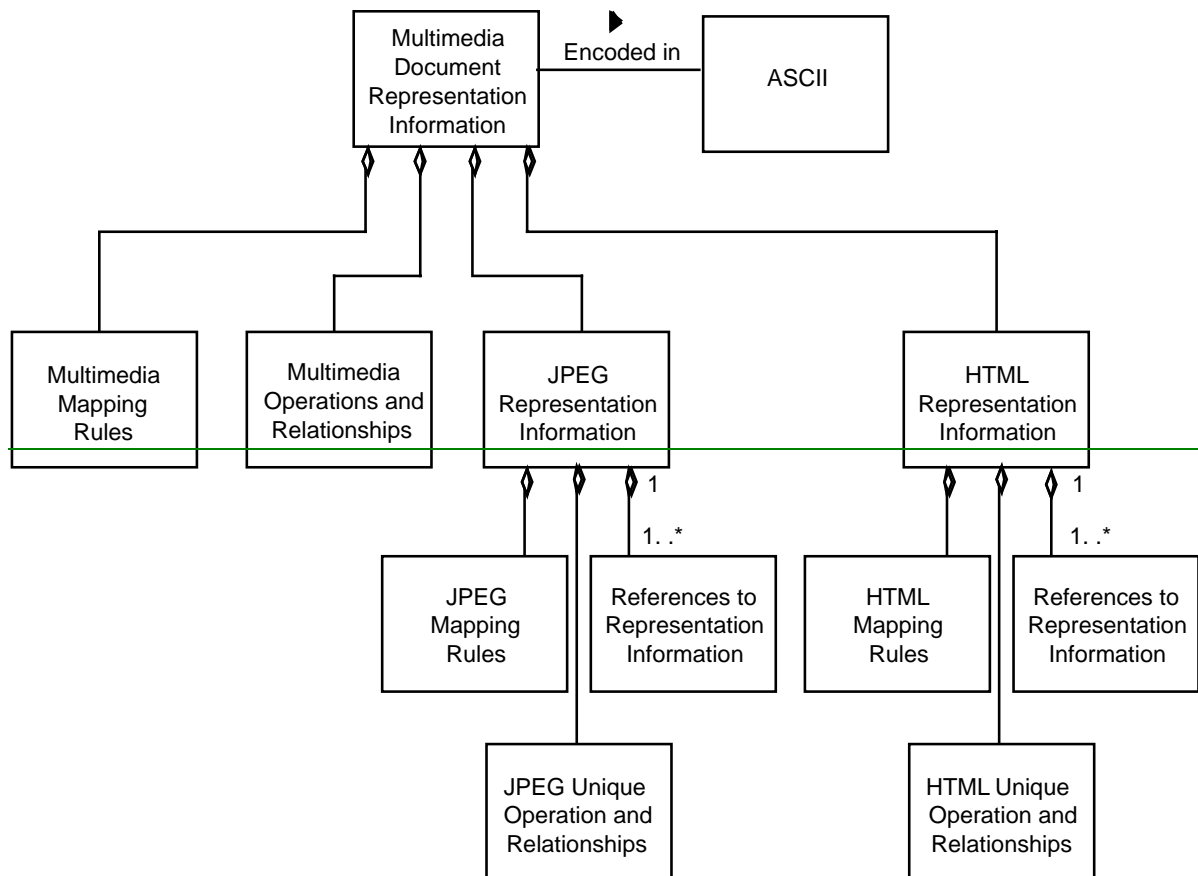 Multimedia
Document
Representation
Information
Encoded in
ASCII
Multimedia
Mapping
Rules
Multimedia
Operations and
Relationships
JPEG
Representation
Information
HTML
Representation
Information
1
1. .*
1
1. .*
JPEG
Mapping
Rules
References to
Representation
Information
HTML
Mapping
Rules
References to
Representation
Information
JPEG Unique
Operation and
Relationships
HTML Unique
Operation and
Relationships